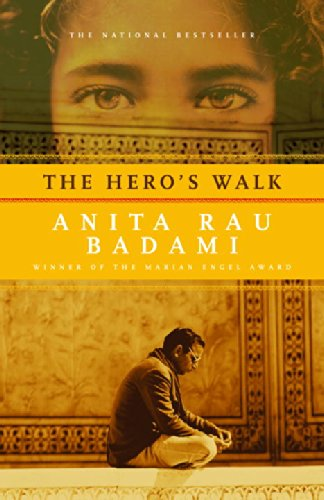 THE NATIONAL BESTSELLER
THE HERO'S WALK
ANITA RAU
BADAMI
WINNER OF THE MARIAN ENGEL AWARD